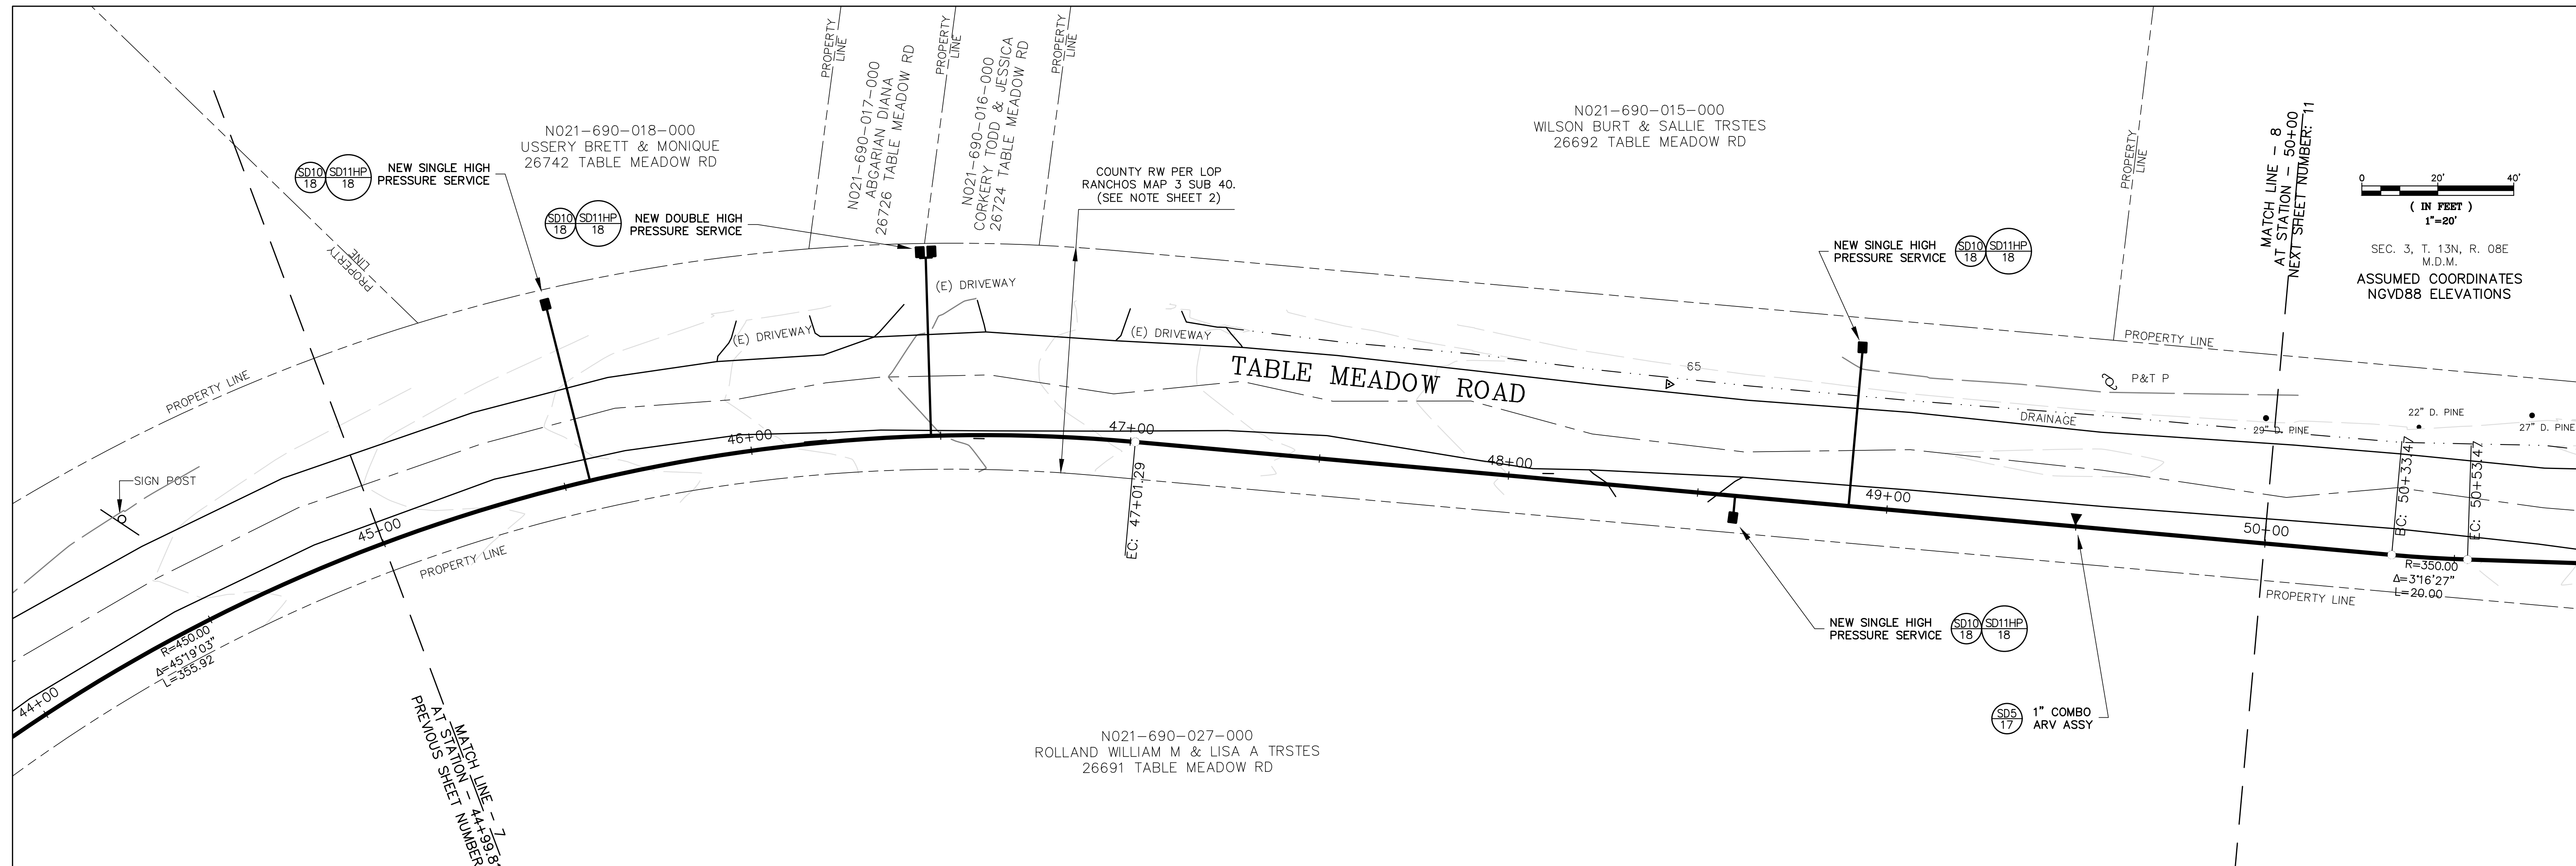 PROPERTY
LINE
PROPERTY
LINE
PROPERTY
LINE
PROPERTY
LINE
N021-690-018-000
USSERY BRETT & MONIQUE
26742 TABLE MEADOW RD
N021-690-017-000
ABGARIAN DIANA
26726 TABLE MEADOW RD
N021-690-016-000
CORKERY TODD & JESSICA
26724 TABLE MEADOW RD
N021-690-015-000
WILSON BURT & SALLIE TRSTES
26692 TABLE MEADOW RD
MATCH LINE - 8
AT STATION - 50+00
NEXT SHEET NUMBER: 11
0 20' 40'
( IN FEET )
1"=20'
SEC. 3, T. 13N, R. 08E
M.D.M.
ASSUMED COORDINATES
NGVD88 ELEVATIONS
SD10
18
SD11HP
18
NEW SINGLE HIGH
PRESSURE SERVICE
SD10
18
SD11HP
18
NEW DOUBLE HIGH
PRESSURE SERVICE
COUNTY RW PER LOP
RANCHOS MAP 3 SUB 40.
(SEE NOTE SHEET 2)
NEW SINGLE HIGH
PRESSURE SERVICE
SD10
18
SD11HP
18
PROPERTY
LINE
(E) DRIVEWAY
(E) DRIVEWAY
(E) DRIVEWAY
PROPERTY LINE
PROPERTY LINE
TABLE MEADOW ROAD
65
P&T P
DRAINAGE
29" D. PINE
22" D. PINE
27" D. PINE
SIGN POST
44+00
45+00
46+00
47+00
48+00
49+00
50+00
EC: 47+01.29
BC: 50+33.47
EC: 50+53.47
R=350.00
Δ=3°16'27"
L=20.00
PROPERTY LINE
PROPERTY LINE
R=450.00
Δ=45°19'03"
L=355.92
NEW SINGLE HIGH
PRESSURE SERVICE
SD10
18
SD11HP
18
SD5
17
1" COMBO
ARV ASSY
MATCH LINE - 7
AT STATION - 44+99.8
PREVIOUS SHEET NUMBER
N021-690-027-000
ROLLAND WILLIAM M & LISA A TRSTES
26691 TABLE MEADOW RD